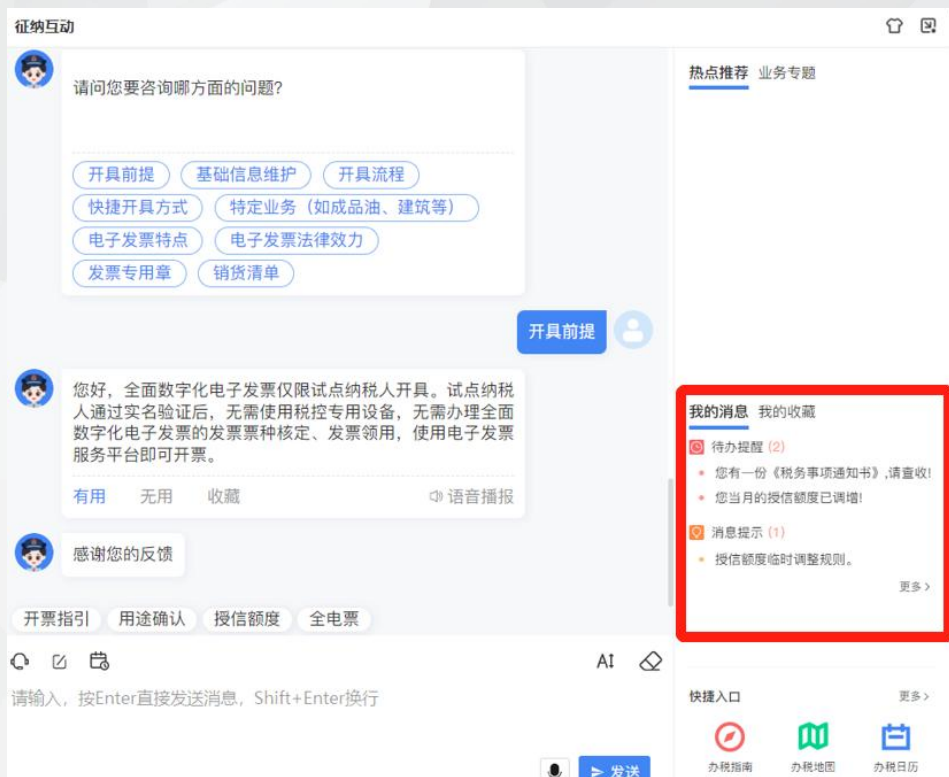 征纳互动
请问您要咨询哪方面的问题?
开具前提 基础信息维护 开具流程
快捷开具方式 特定业务（如成品油、建筑等）
电子发票特点 电子发票法律效力
发票专用章 销货清单
开具前提
您好，全面数字化电子发票仅限试点纳税人开具。试点纳税
人通过实名验证后，无需使用税控专用设备，无需办理全面
数字化电子发票的发票票种核定、发票领用，使用电子发票
服务平台即可开票。
有用 无用 收藏 语音播报
感谢您的反馈
开票指引 用途确认 授信额度 全电票
AI
请输入，按Enter直接发送消息，Shift+Enter换行
发送
热点推荐 业务专题
我的消息 我的收藏
待办提醒 (2)
您有一份《税务事项通知书》,请查收!
您当月的授信额度已调增!
消息提示 (1)
授信额度临时调整规则。
更多>
快捷入口 更多>
办税指南 办税地图 办税日历